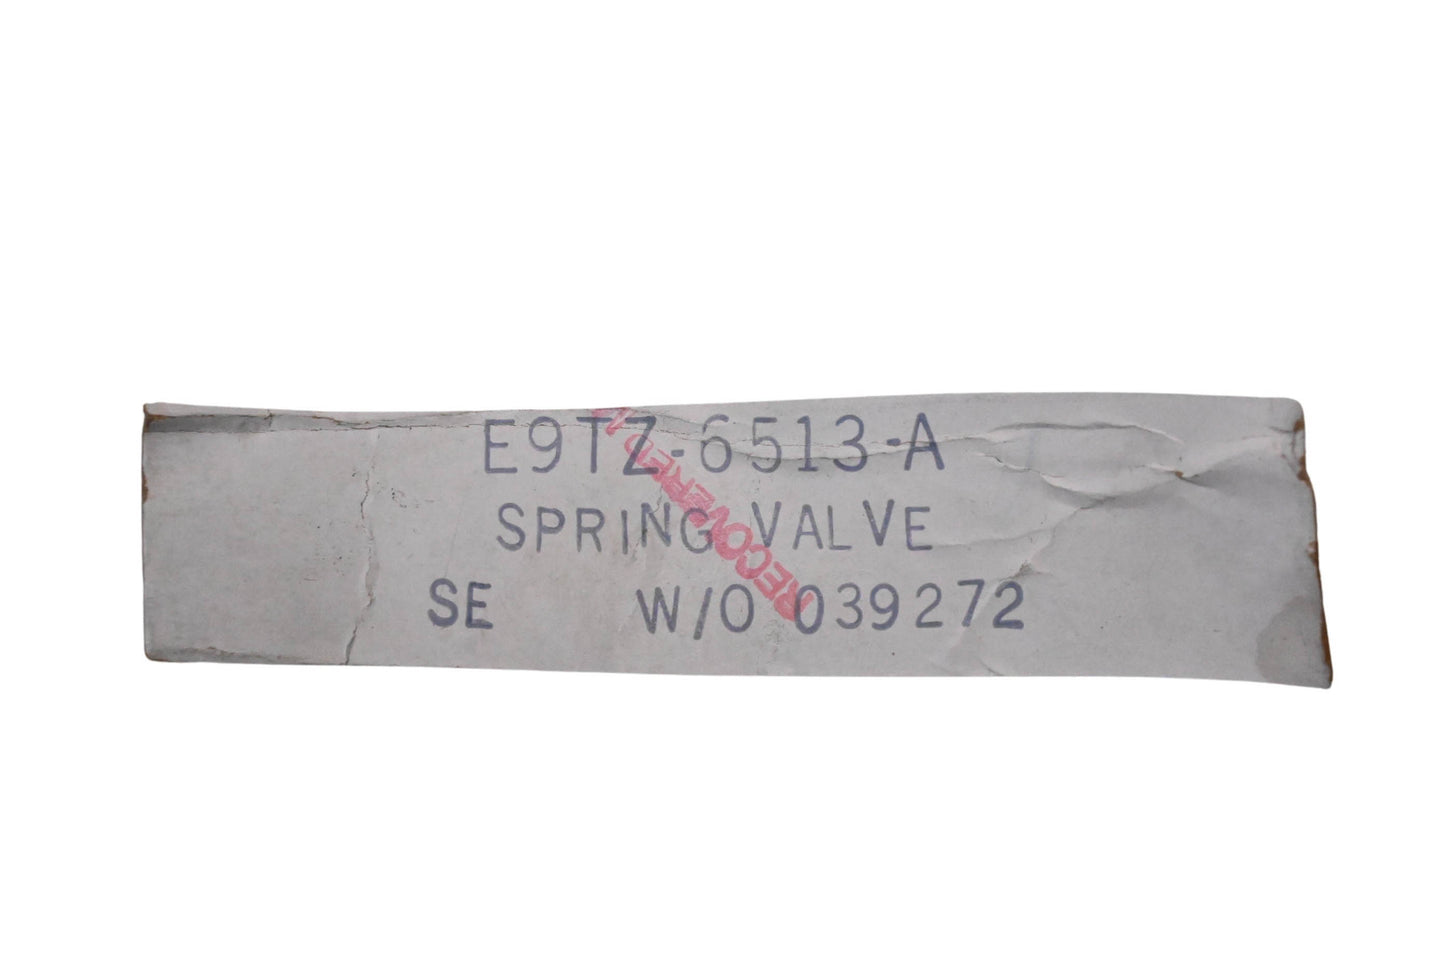 E9TZ-6513-A
SPRING VALVE
SE W/O 039272
RECOVERED